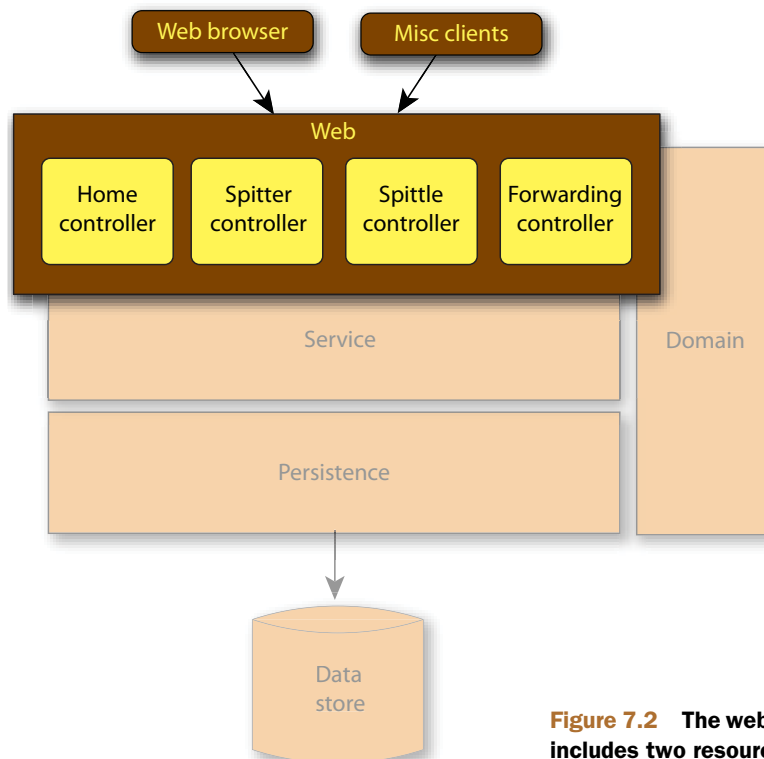 Web browser
Misc clients
Web
Home
controller
Spitter
controller
Spittle
controller
Forwarding
controller
Service
Domain
Persistence
Data
store
Figure 7.2 The web
includes two resour